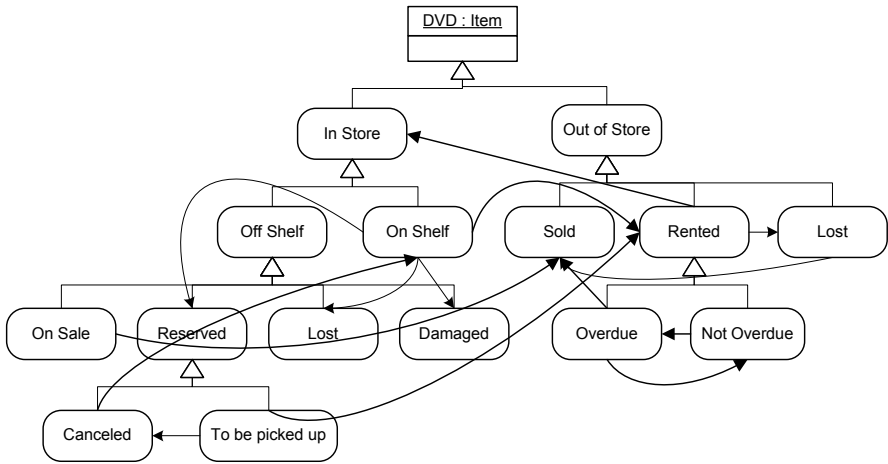 DVD : Item
In Store
Out of Store
Off Shelf
On Shelf
Sold
Rented
Lost
On Sale
Reserved
Lost
Damaged
Overdue
Not Overdue
Canceled
To be picked up